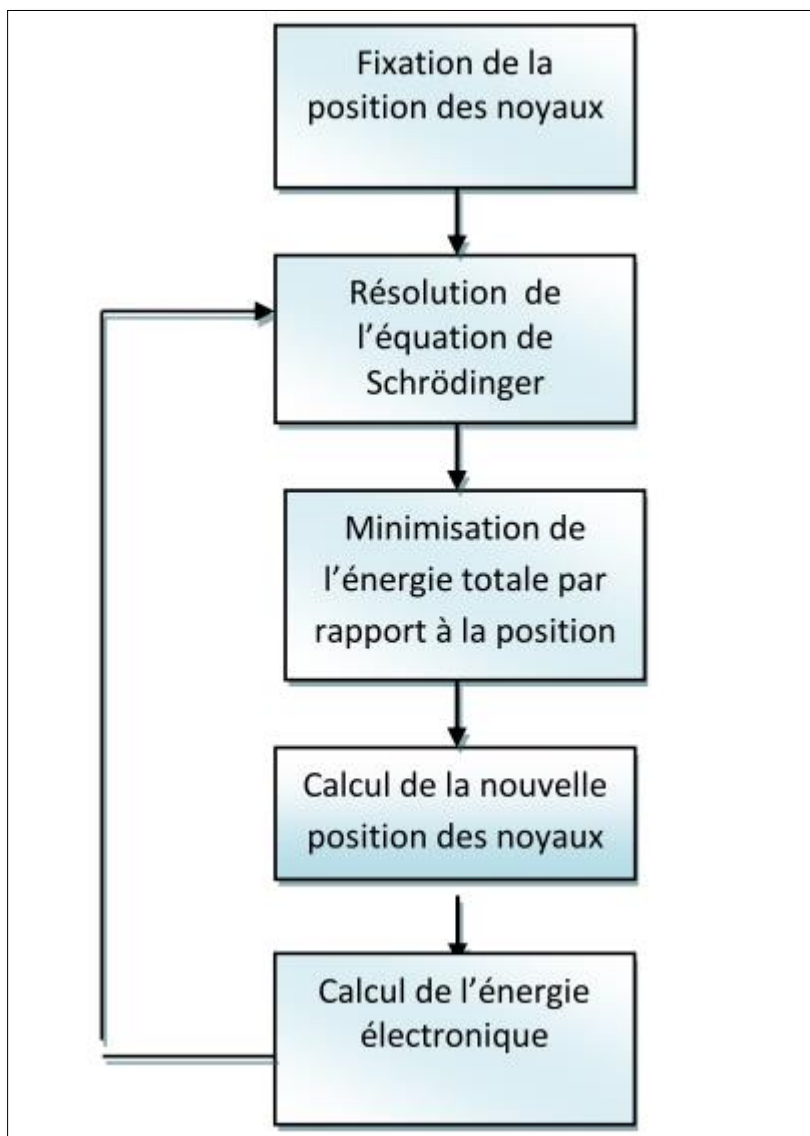 Fixation de la
position des noyaux
Résolution de
l’équation de
Schrödinger
Minimisation de
l’énergie totale par
rapport à la position
Calcul de la nouvelle
position des noyaux
Calcul de l’énergie
électronique